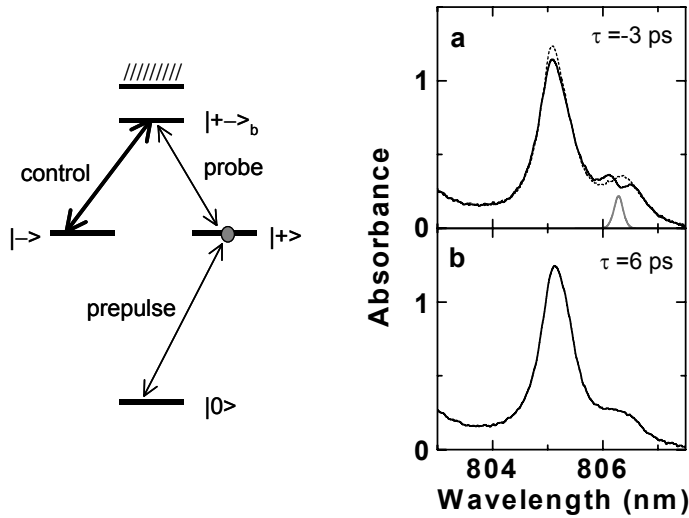 |+−>b
control
probe
|−>
|+>
prepulse
|0>
a
τ =-3 ps
1
0
b
τ =6 ps
1
0
804
806
Absorbance
Wavelength (nm)